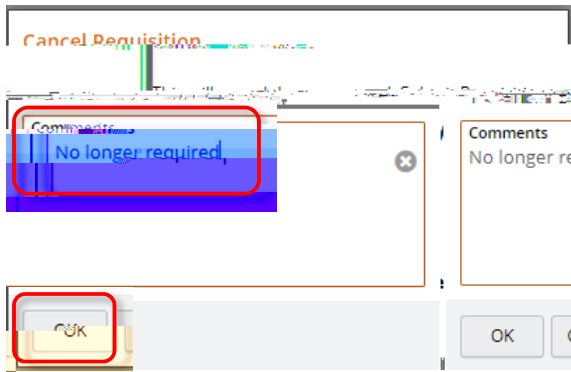 Cancel Requisition
Comments
No longer required
OK
Comments
No longer re
OK